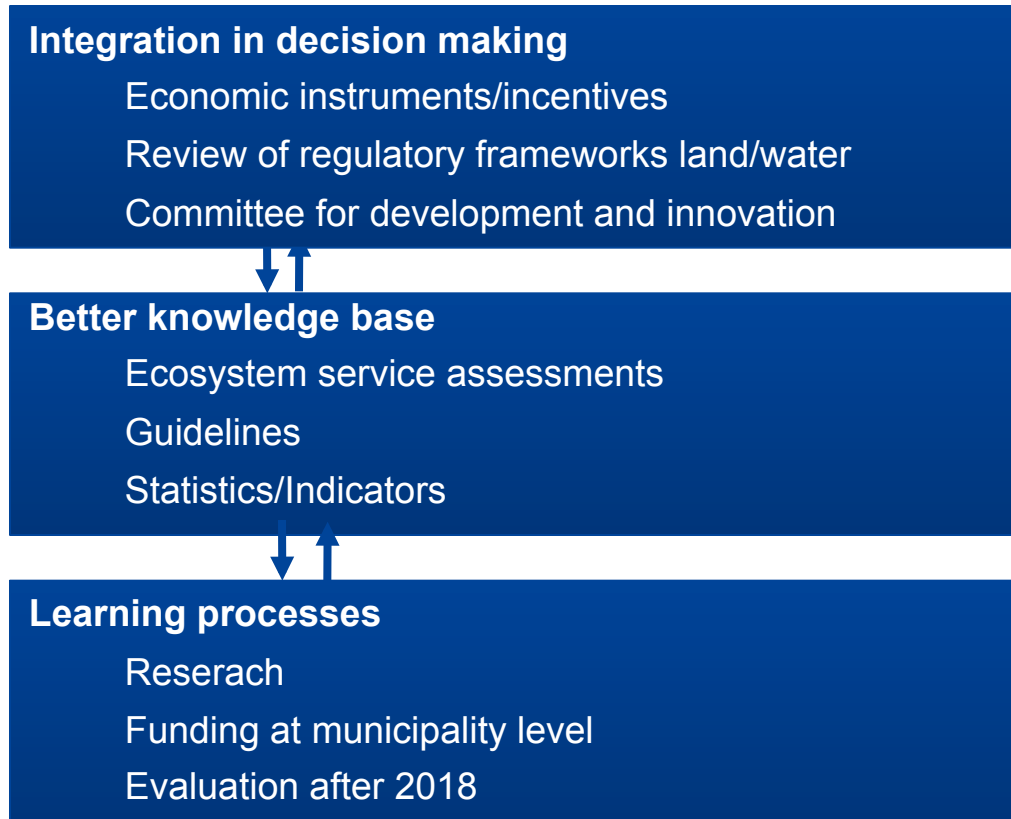 Integration in decision making
Economic instruments/incentives
Review of regulatory frameworks land/water
Committee for development and innovation
Better knowledge base
Ecosystem service assessments
Guidelines
Statistics/Indicators
Learning processes
Reserach
Funding at municipality level
Evaluation after 2018